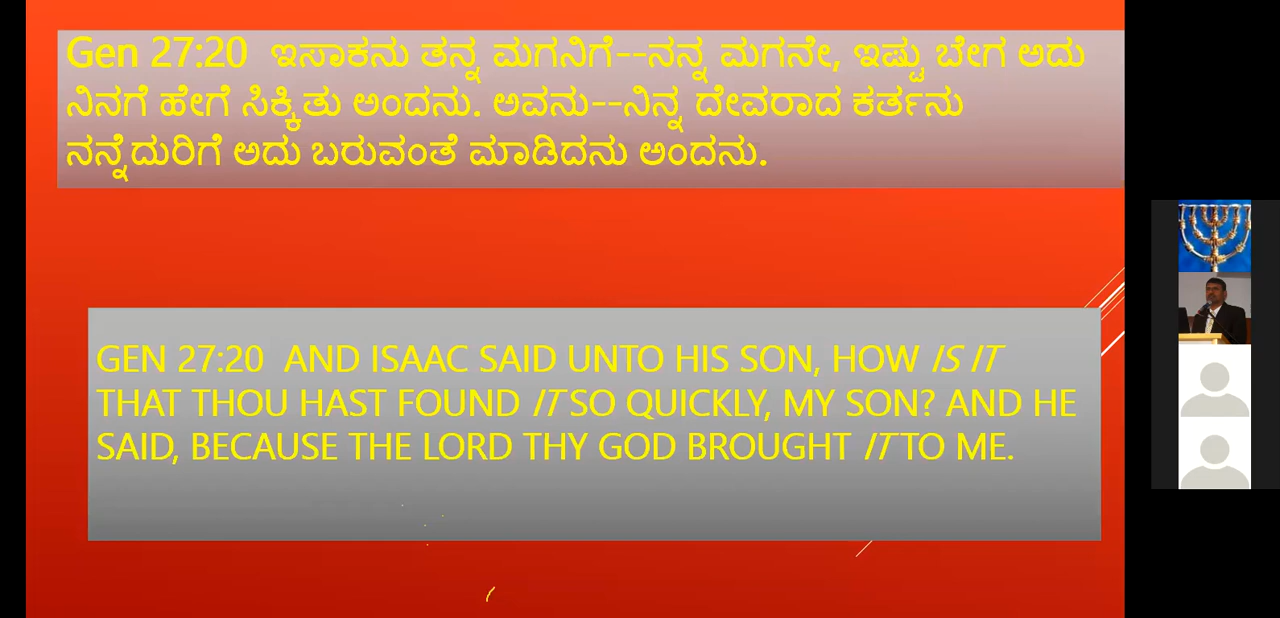 Gen 27:20 ಇಸಾಕನು ತನ್ನ ಮಗನಿಗೆ--ನನ್ನ ಮಗನೇ, ಇಷ್ಟು ಬೇಗ ಅದು
ನಿನಗೆ ಹೇಗೆ ಸಿಕ್ಕಿತು ಅಂದನು. ಅವನು--ನಿನ್ನ ದೇವರಾದ ಕರ್ತನು
ನನ್ನೆದುರಿಗೆ ಅದು ಬರುವಂತೆ ಮಾಡಿದನು ಅಂದನು.
GEN 27:20 AND ISAAC SAID UNTO HIS SON, HOW IS IT
THAT THOU HAST FOUND IT SO QUICKLY, MY SON? AND HE
SAID, BECAUSE THE LORD THY GOD BROUGHT IT TO ME.